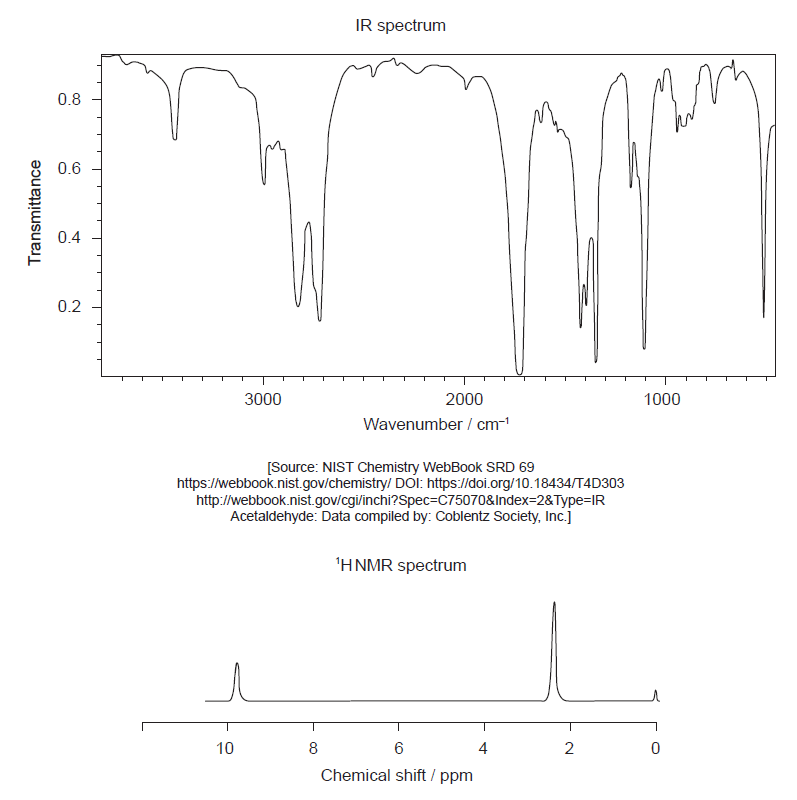 IR spectrum
0.8
0.6
0.4
0.2
Transmittance
3000 2000 1000
Wavenumber / cm⁻¹
[Source: NIST Chemistry WebBook SRD 69
https://webbook.nist.gov/chemistry/ DOI: https://doi.org/10.18434/T4D303
http://webbook.nist.gov/cgi/inchi?Spec=C75070&Index=2&Type=IR
Acetaldehyde: Data compiled by: Coblentz Society, Inc.]
¹H NMR spectrum
10 8 6 4 2 0
Chemical shift / ppm